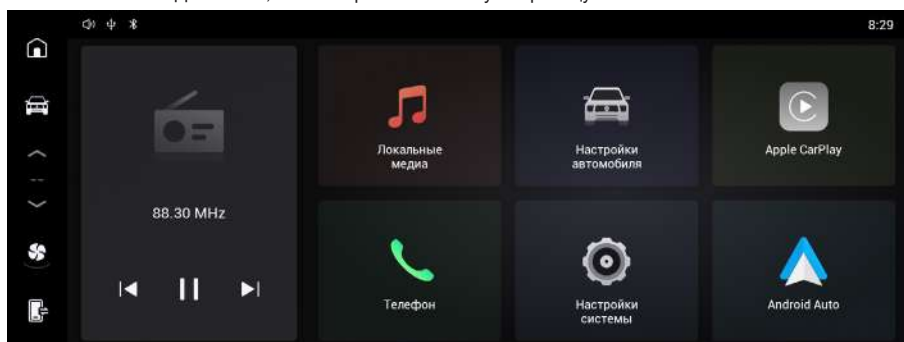 8:29
--
88.30 MHz
Локальные
медиа
Настройки
автомобиля
Apple CarPlay
Телефон
Настройки
системы
Android Auto